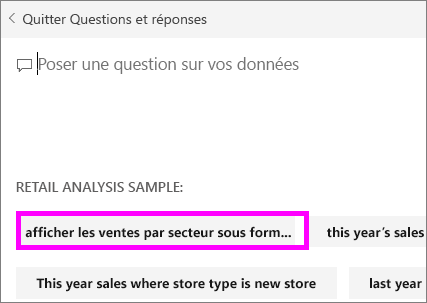 Quitter Questions et réponses
Poser une question sur vos données
RETAIL ANALYSIS SAMPLE:
afficher les ventes par secteur sous form... this year's sales
This year sales where store type is new store last year